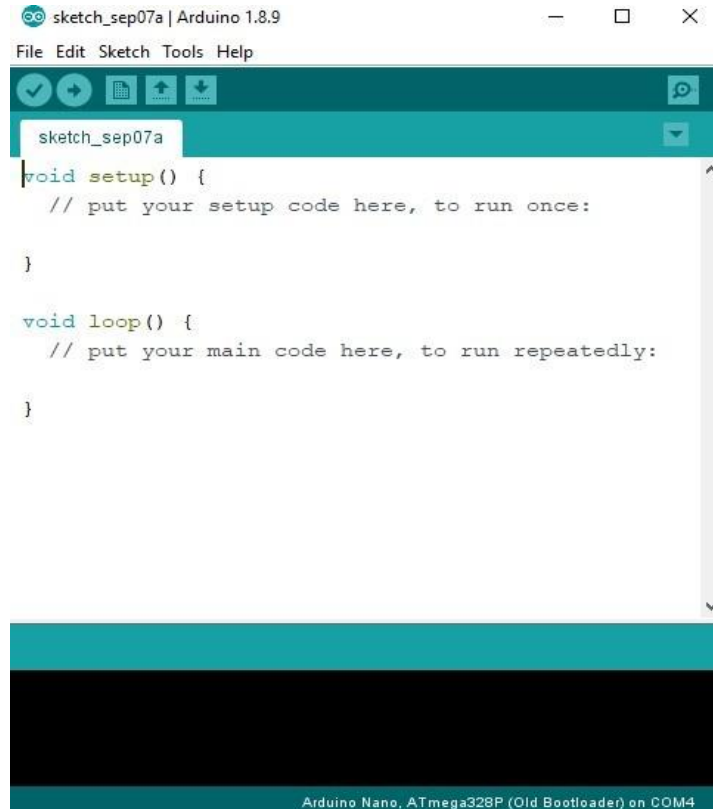 sketch_sep07a | Arduino 1.8.9
File Edit Sketch Tools Help
sketch_sep07a
void setup() {
  // put your setup code here, to run once:
}
void loop() {
  // put your main code here, to run repeatedly:
}
Arduino Nano, ATmega328P (Old Bootloader) on COM4